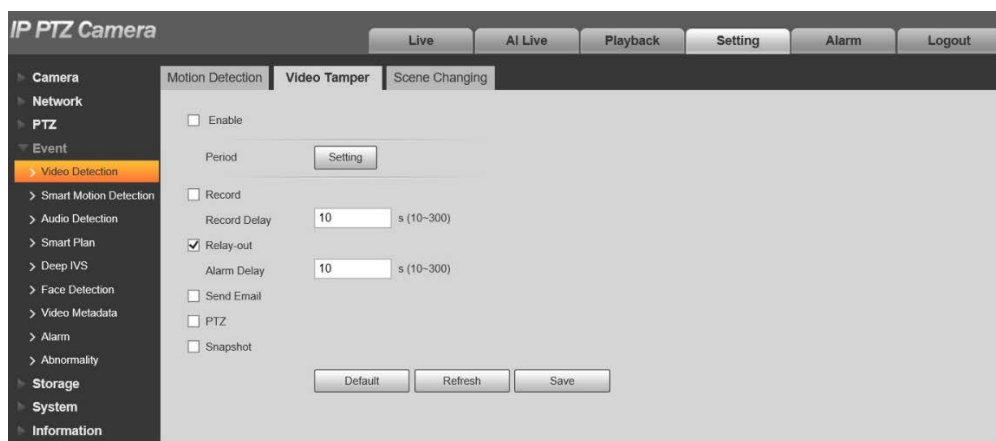 IP PTZ Camera
Live
AI Live
Playback
Setting
Alarm
Logout
Camera
Network
PTZ
Event
Video Detection
Smart Motion Detection
Audio Detection
Smart Plan
Deep IVS
Face Detection
Video Metadata
Alarm
Abnormality
Storage
System
Information
Motion Detection
Video Tamper
Scene Changing
Enable
Period Setting
Record
Record Delay 10 s (10~300)
Relay-out
Alarm Delay 10 s (10~300)
Send Email
PTZ
Snapshot
Default Refresh Save